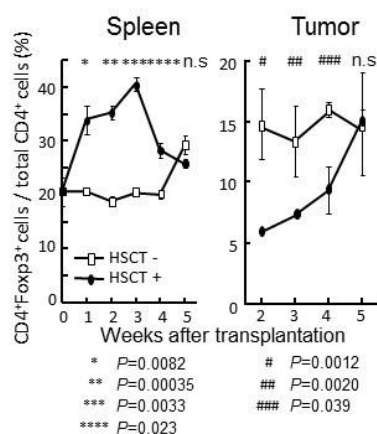 Spleen
Tumor
* ** *** **** n.s
# ## ### n.s
CD4+Foxp3+ cells / total CD4+ cells (%)
50
40
30
20
10
0
20
15
10
5
0
HSCT -
HSCT +
0 1 2 3 4 5
2 3 4 5
Weeks after transplantation
* P=0.0082
** P=0.00035
*** P=0.0033
**** P=0.023
# P=0.0012
## P=0.0020
### P=0.039